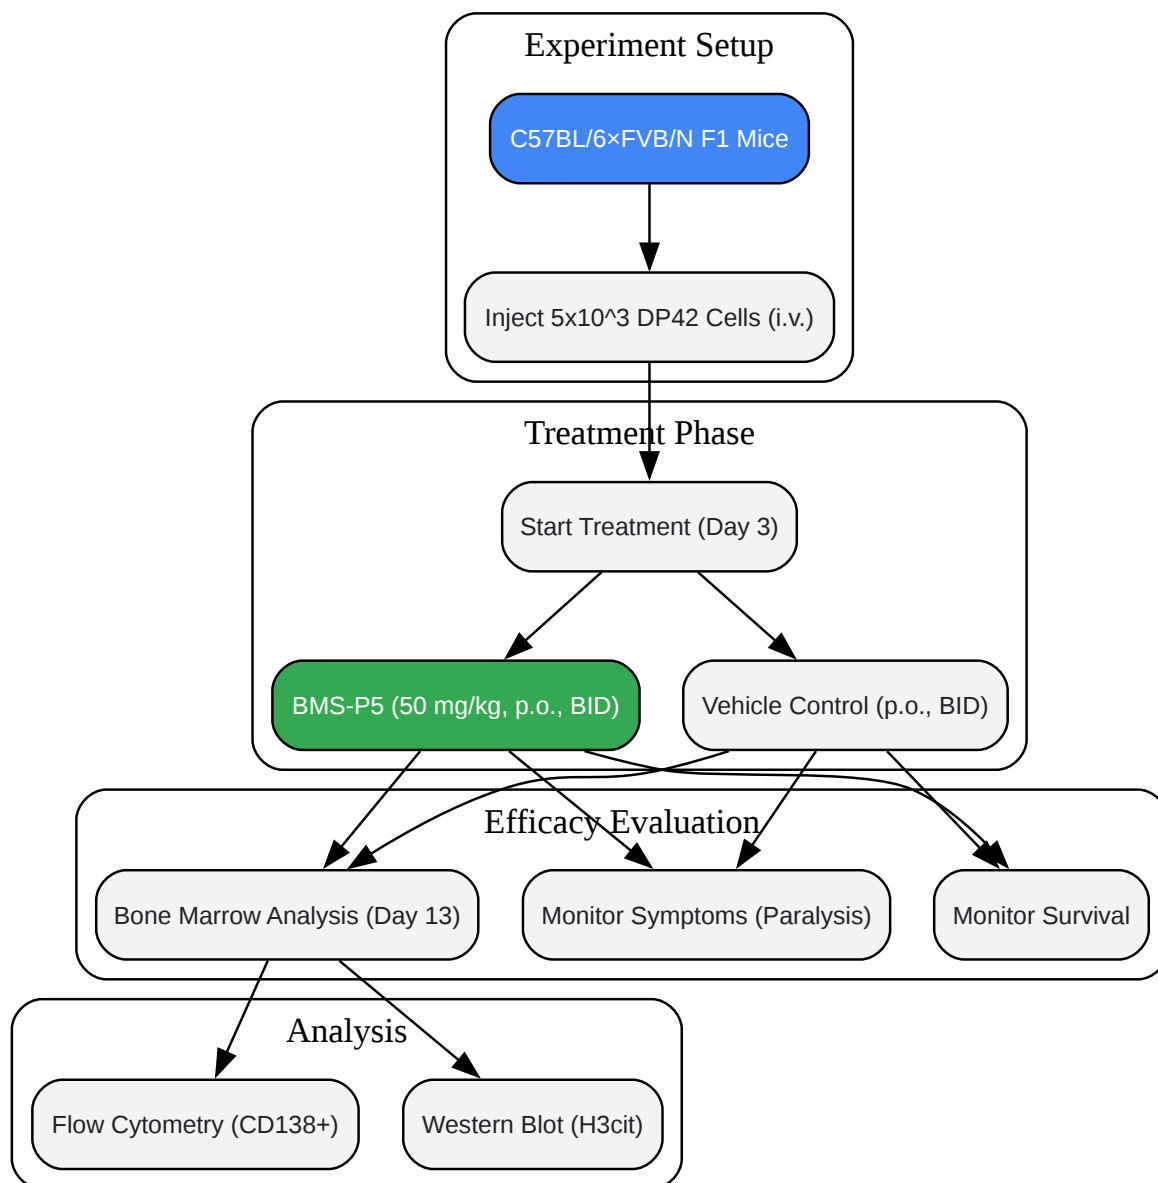 Experiment Setup
C57BL/6×FVB/N F1 Mice
Inject 5x10^3 DP42 Cells (i.v.)
Treatment Phase
Start Treatment (Day 3)
BMS-P5 (50 mg/kg, p.o., BID)
Vehicle Control (p.o., BID)
Efficacy Evaluation
Bone Marrow Analysis (Day 13)
Monitor Symptoms (Paralysis)
Monitor Survival
Analysis
Flow Cytometry (CD138+)
Western Blot (H3cit)